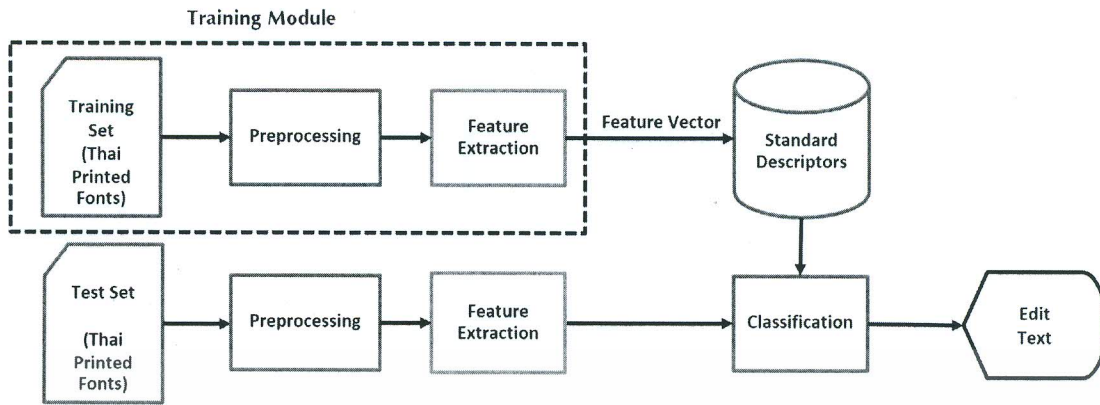 Training Module
Training
Set
(Thai
Printed
Fonts)
Preprocessing
Feature
Extraction
Feature Vector
Standard
Descriptors
Test Set
(Thai
Printed
Fonts)
Preprocessing
Feature
Extraction
Classification
Edit
Text